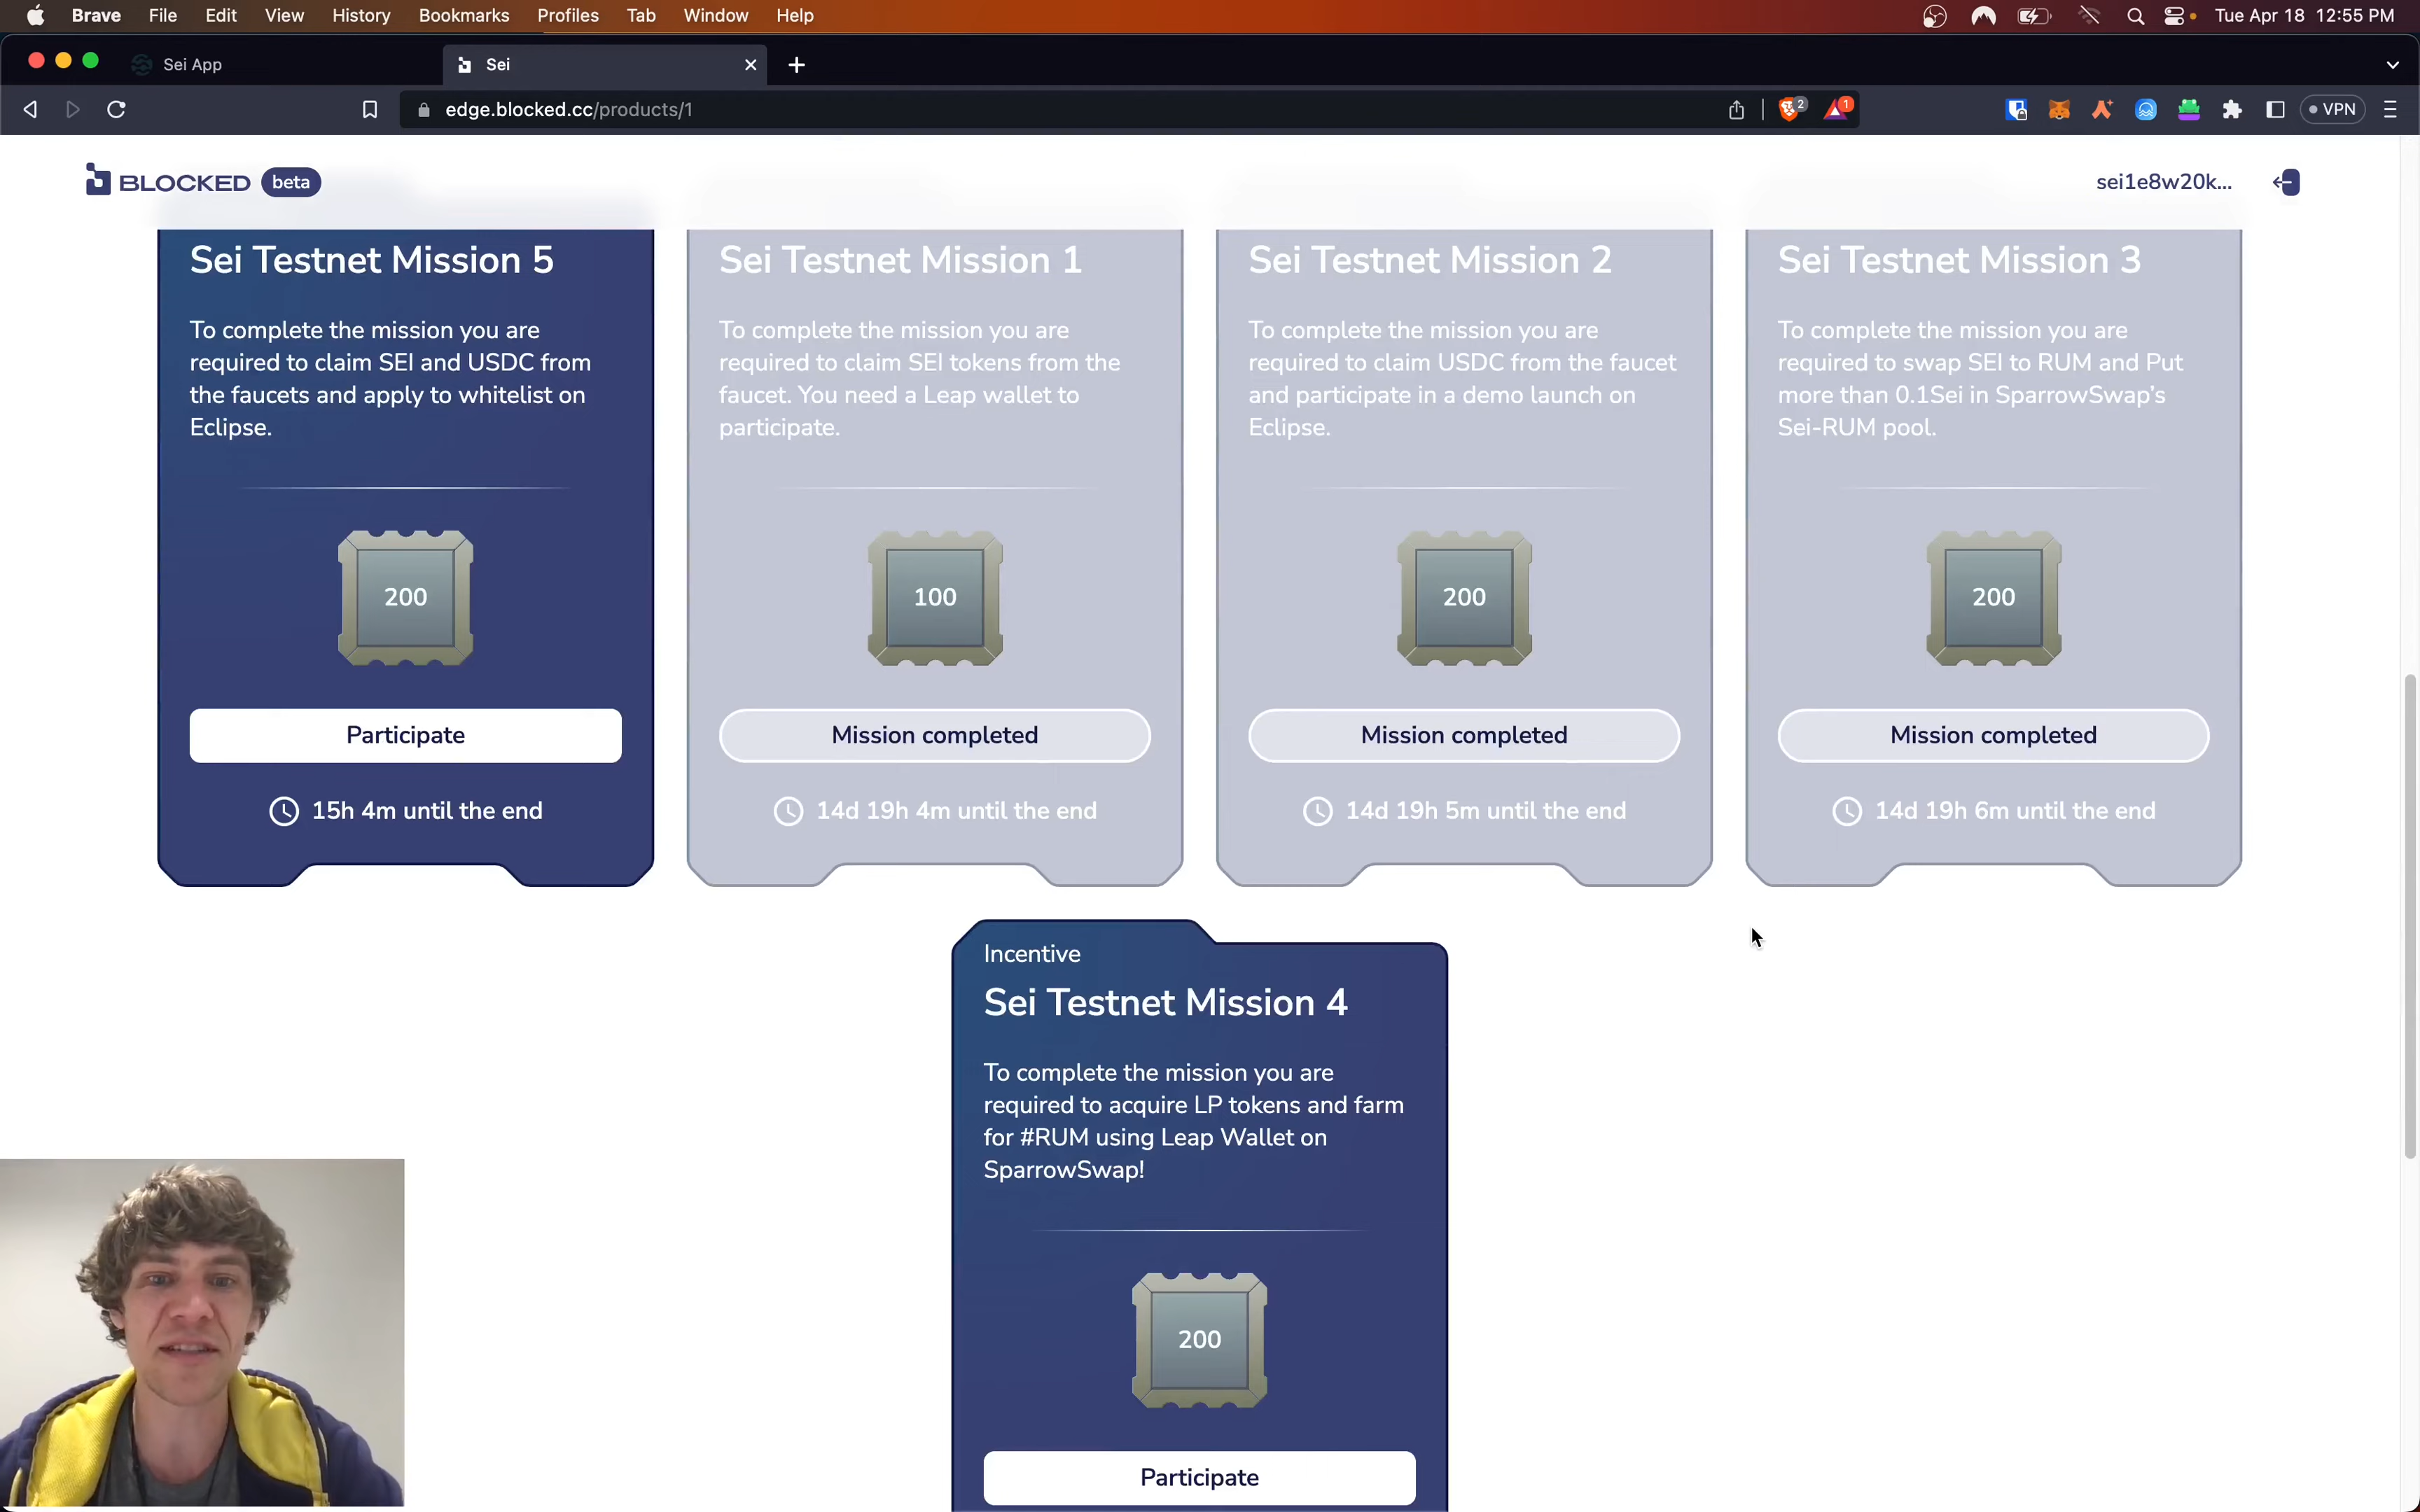 Brave File Edit View History Bookmarks Profiles Tab Window Help
Tue Apr 18 12:55 PM
Sei App
Sei
edge.blocked.cc/products/1
2
1
VPN
BLOCKED beta
sei1e8w20k...
Sei Testnet Mission 5
To complete the mission you are
required to claim SEI and USDC from
the faucets and apply to whitelist on
Eclipse.
200
Participate
15h 4m until the end
Sei Testnet Mission 1
To complete the mission you are
required to claim SEI tokens from the
faucet. You need a Leap wallet to
participate.
100
Mission completed
14d 19h 4m until the end
Sei Testnet Mission 2
To complete the mission you are
required to claim USDC from the faucet
and participate in a demo launch on
Eclipse.
200
Mission completed
14d 19h 5m until the end
Sei Testnet Mission 3
To complete the mission you are
required to swap SEI to RUM and Put
more than 0.1Sei in SparrowSwap's
Sei-RUM pool.
200
Mission completed
14d 19h 6m until the end
Incentive
Sei Testnet Mission 4
To complete the mission you are
required to acquire LP tokens and farm
for #RUM using Leap Wallet on
SparrowSwap!
200
Participate